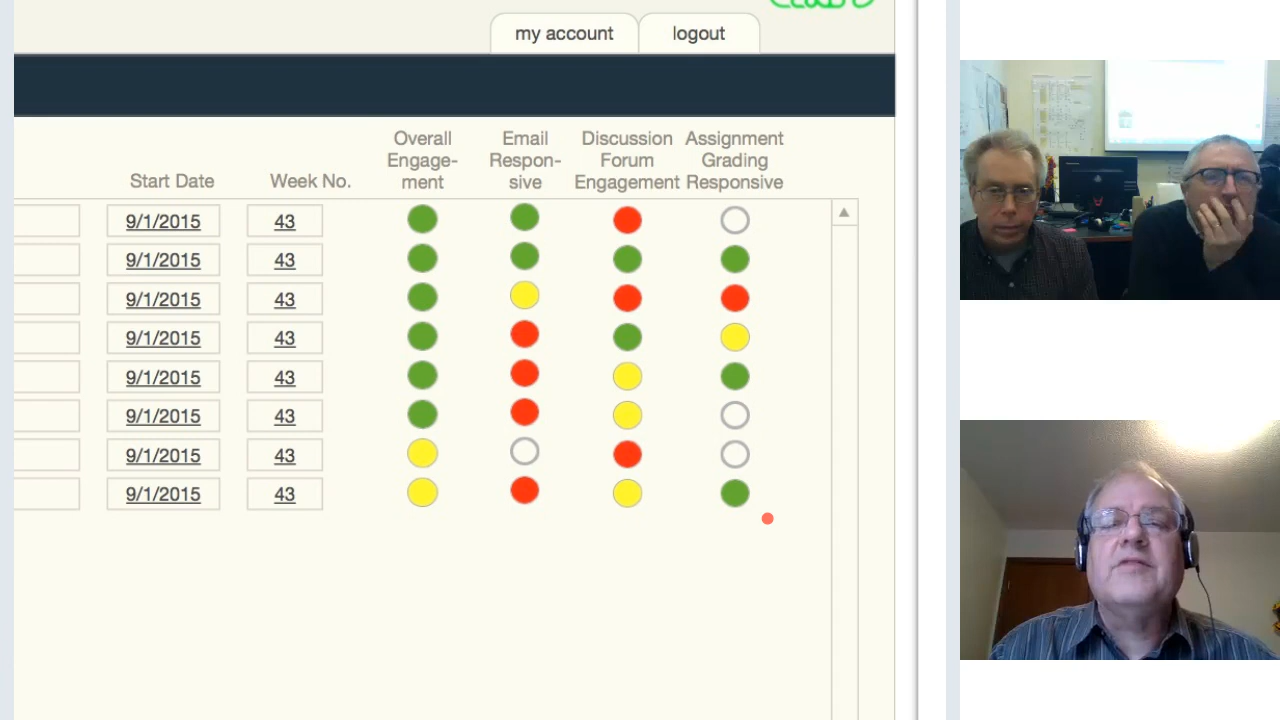 my account logout
Overall Email Discussion Assignment
Engage- Respon- Forum Grading
Start Date Week No. ment sive Engagement Responsive
9/1/2015 43
9/1/2015 43
9/1/2015 43
9/1/2015 43
9/1/2015 43
9/1/2015 43
9/1/2015 43
9/1/2015 43